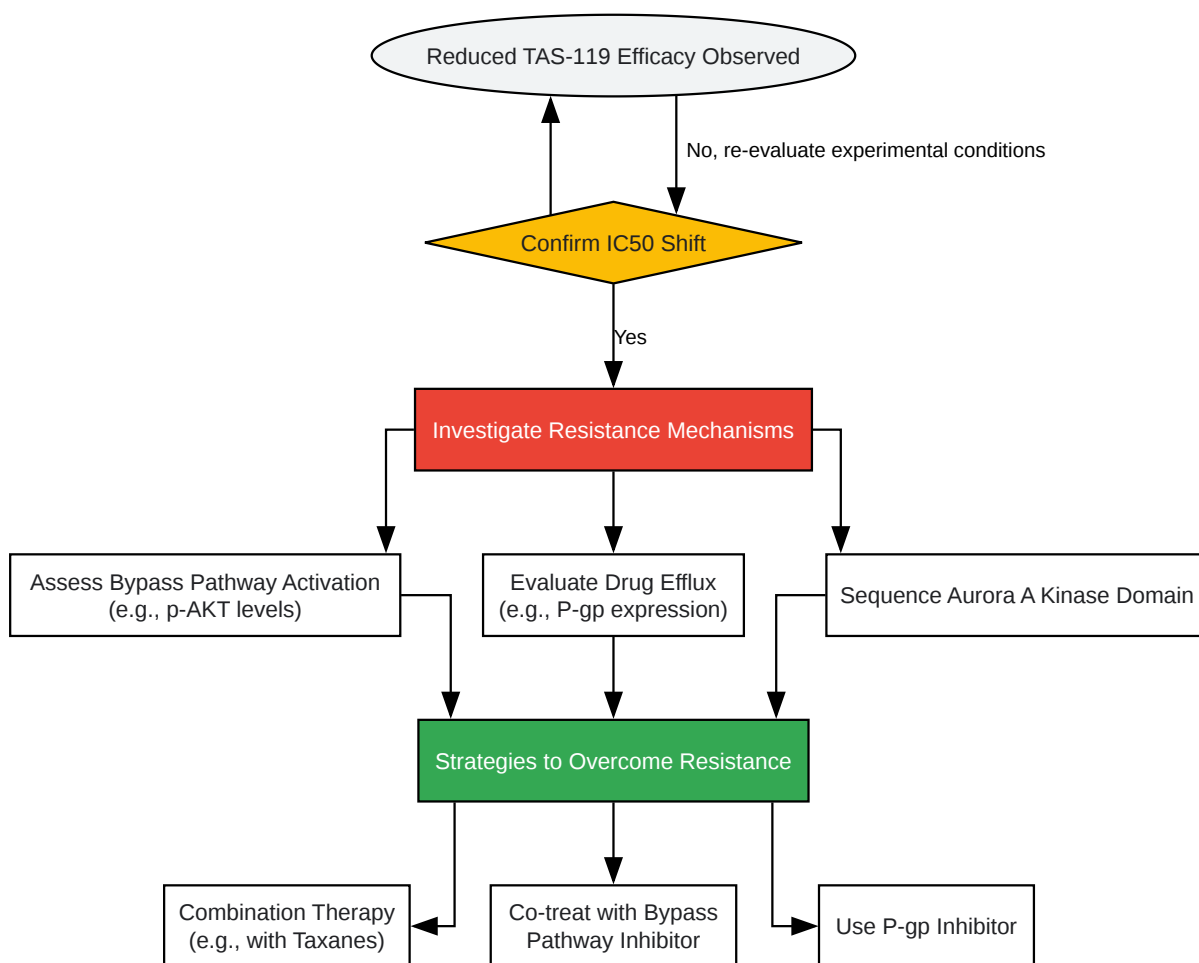 Reduced TAS-119 Efficacy Observed
No, re-evaluate experimental conditions
Confirm IC50 Shift
Yes
Investigate Resistance Mechanisms
Assess Bypass Pathway Activation
(e.g., p-AKT levels)
Evaluate Drug Efflux
(e.g., P-gp expression)
Sequence Aurora A Kinase Domain
Strategies to Overcome Resistance
Combination Therapy
(e.g., with Taxanes)
Co-treat with Bypass
Pathway Inhibitor
Use P-gp Inhibitor